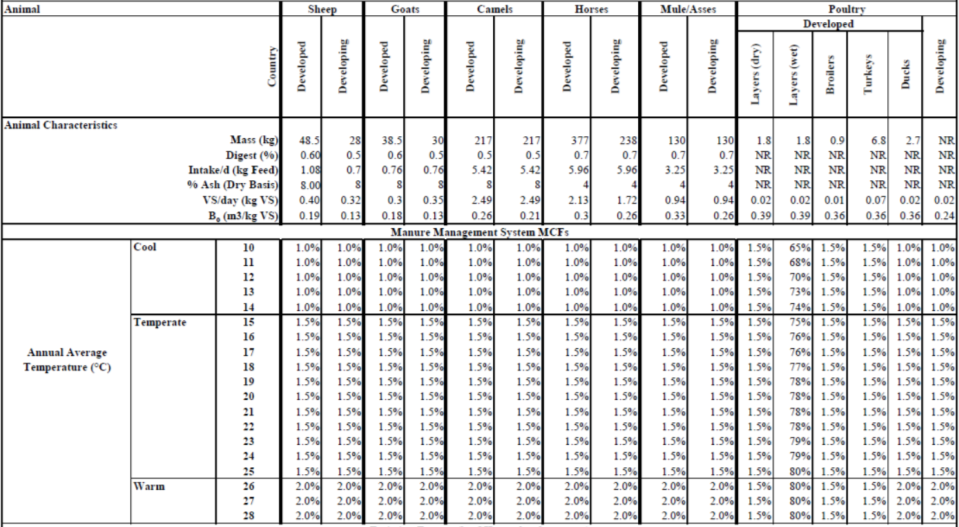 Animal Sheep Goats Camels Horses Mule/Asses Poultry
Developed
Country Developed Developing Developed Developing Developed Developing Developed Developing Developed Developing Layers (dry) Layers (wet) Broilers Turkeys Ducks Developing
Animal Characteristics
Mass (kg) 48.5 28 38.5 30 217 217 377 238 130 130 1.8 1.8 0.9 6.8 2.7 NR
Digest (%) 0.60 0.5 0.6 0.5 0.5 0.5 0.7 0.7 0.7 0.7 NR NR NR NR NR NR
Intake/d (kg Feed) 1.08 0.7 0.76 0.76 5.42 5.42 5.96 5.96 3.25 3.25 NR NR NR NR NR NR
% Ash (Dry Basis) 8.00 8 8 8 8 8 4 4 4 4 NR NR NR NR NR NR
VS/day (kg VS) 0.40 0.32 0.3 0.35 2.49 2.49 2.13 1.72 0.94 0.94 0.02 0.02 0.01 0.07 0.02 0.02
B₀ (m3/kg VS) 0.19 0.13 0.18 0.13 0.26 0.21 0.3 0.26 0.33 0.26 0.39 0.39 0.36 0.36 0.36 0.24
Manure Management System MCFs
Cool 10 1.0% 1.0% 1.0% 1.0% 1.0% 1.0% 1.0% 1.0% 1.0% 1.0% 1.5% 65% 1.5% 1.5% 1.0% 1.0%
11 1.0% 1.0% 1.0% 1.0% 1.0% 1.0% 1.0% 1.0% 1.0% 1.0% 1.5% 68% 1.5% 1.5% 1.0% 1.0%
12 1.0% 1.0% 1.0% 1.0% 1.0% 1.0% 1.0% 1.0% 1.0% 1.0% 1.5% 70% 1.5% 1.5% 1.0% 1.0%
13 1.0% 1.0% 1.0% 1.0% 1.0% 1.0% 1.0% 1.0% 1.0% 1.0% 1.5% 73% 1.5% 1.5% 1.0% 1.0%
14 1.0% 1.0% 1.0% 1.0% 1.0% 1.0% 1.0% 1.0% 1.0% 1.0% 1.5% 74% 1.5% 1.5% 1.0% 1.0%
Temperate 15 1.5% 1.5% 1.5% 1.5% 1.5% 1.5% 1.5% 1.5% 1.5% 1.5% 1.5% 75% 1.5% 1.5% 1.5% 1.5%
16 1.5% 1.5% 1.5% 1.5% 1.5% 1.5% 1.5% 1.5% 1.5% 1.5% 1.5% 76% 1.5% 1.5% 1.5% 1.5%
Annual Average 17 1.5% 1.5% 1.5% 1.5% 1.5% 1.5% 1.5% 1.5% 1.5% 1.5% 1.5% 76% 1.5% 1.5% 1.5% 1.5%
Temperature (°C) 18 1.5% 1.5% 1.5% 1.5% 1.5% 1.5% 1.5% 1.5% 1.5% 1.5% 1.5% 77% 1.5% 1.5% 1.5% 1.5%
19 1.5% 1.5% 1.5% 1.5% 1.5% 1.5% 1.5% 1.5% 1.5% 1.5% 1.5% 78% 1.5% 1.5% 1.5% 1.5%
20 1.5% 1.5% 1.5% 1.5% 1.5% 1.5% 1.5% 1.5% 1.5% 1.5% 1.5% 78% 1.5% 1.5% 1.5% 1.5%
21 1.5% 1.5% 1.5% 1.5% 1.5% 1.5% 1.5% 1.5% 1.5% 1.5% 1.5% 78% 1.5% 1.5% 1.5% 1.5%
22 1.5% 1.5% 1.5% 1.5% 1.5% 1.5% 1.5% 1.5% 1.5% 1.5% 1.5% 78% 1.5% 1.5% 1.5% 1.5%
23 1.5% 1.5% 1.5% 1.5% 1.5% 1.5% 1.5% 1.5% 1.5% 1.5% 1.5% 79% 1.5% 1.5% 1.5% 1.5%
24 1.5% 1.5% 1.5% 1.5% 1.5% 1.5% 1.5% 1.5% 1.5% 1.5% 1.5% 79% 1.5% 1.5% 1.5% 1.5%
25 1.5% 1.5% 1.5% 1.5% 1.5% 1.5% 1.5% 1.5% 1.5% 1.5% 1.5% 80% 1.5% 1.5% 1.5% 1.5%
Warm 26 2.0% 2.0% 2.0% 2.0% 2.0% 2.0% 2.0% 2.0% 2.0% 2.0% 1.5% 80% 1.5% 1.5% 2.0% 2.0%
27 2.0% 2.0% 2.0% 2.0% 2.0% 2.0% 2.0% 2.0% 2.0% 2.0% 1.5% 80% 1.5% 1.5% 2.0% 2.0%
28 2.0% 2.0% 2.0% 2.0% 2.0% 2.0% 2.0% 2.0% 2.0% 2.0% 1.5% 80% 1.5% 1.5% 2.0% 2.0%